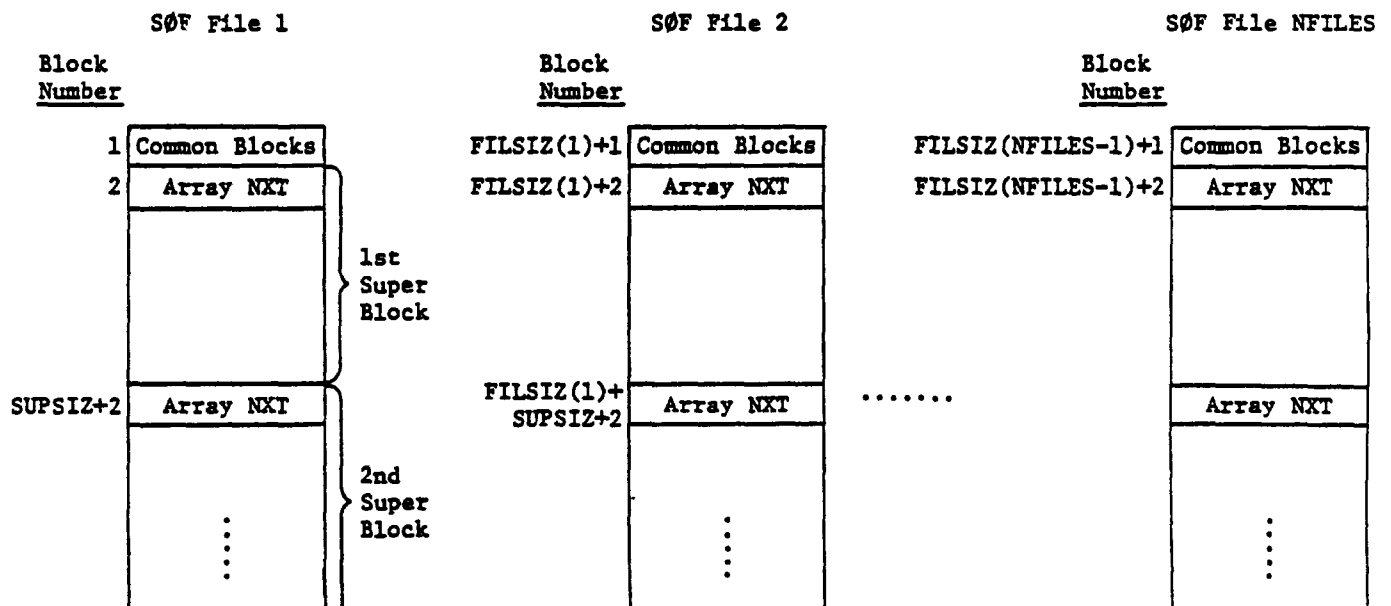 SØF File 1
SØF File 2
SØF File NFILES
Block
Number
Block
Number
Block
Number
1
Common Blocks
FILSIZ(1)+1
Common Blocks
FILSIZ(NFILES-1)+1
Common Blocks
2
Array NXT
FILSIZ(1)+2
Array NXT
FILSIZ(NFILES-1)+2
Array NXT
1st
Super
Block
SUPSIZ+2
Array NXT
FILSIZ(1)+
SUPSIZ+2
Array NXT
.......
Array NXT
2nd
Super
Block